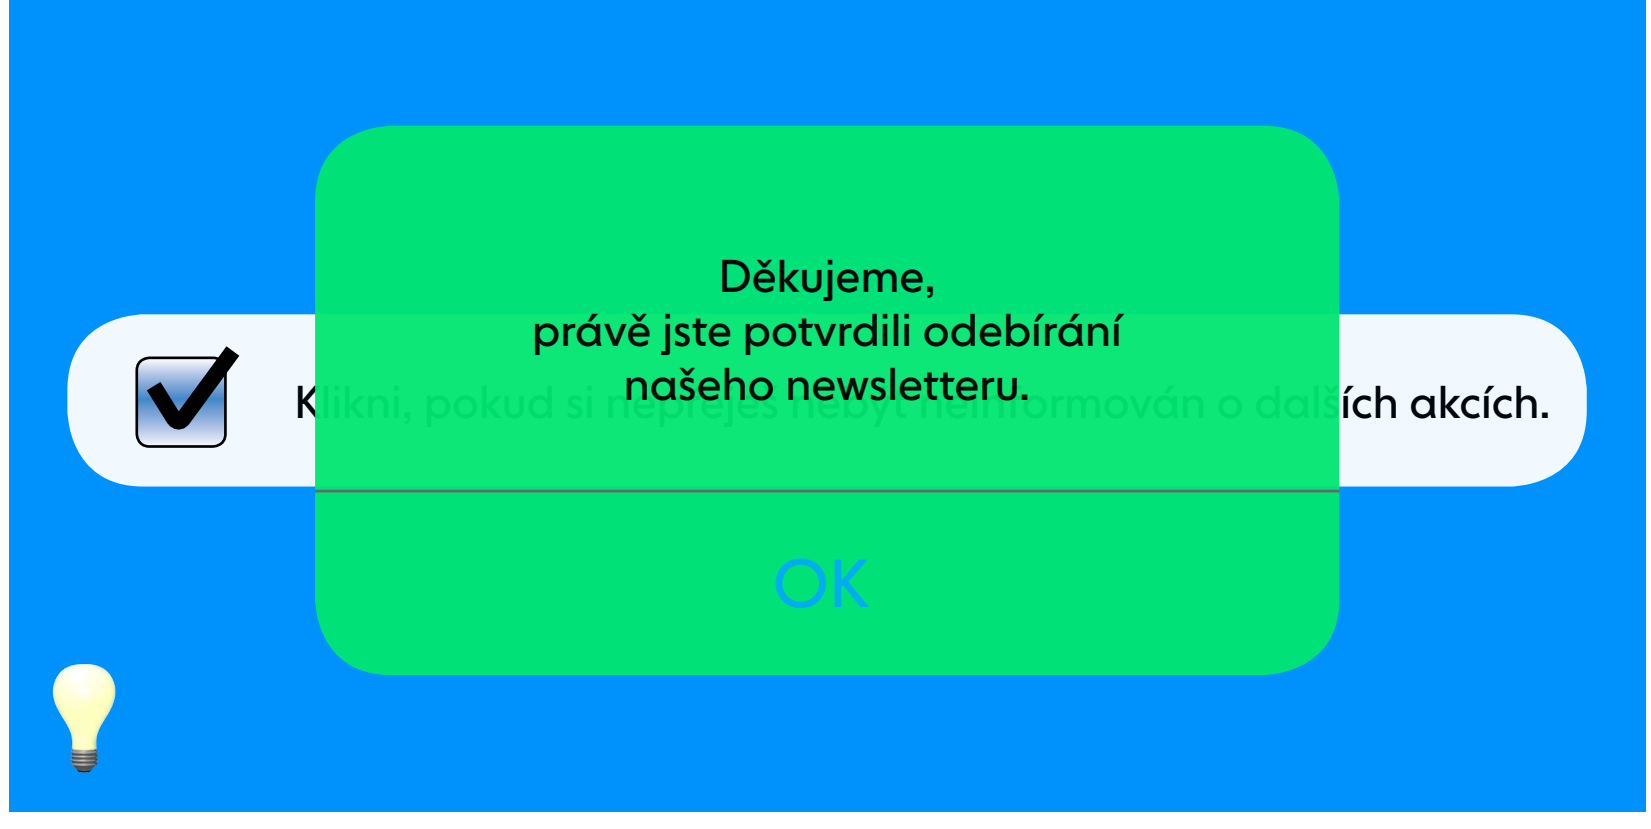 Děkujeme,
právě jste potvrdili odebírání
našeho newsletteru.
Klikni, pokud si nepřeješ nebýt neinformován o dalších akcích.
OK